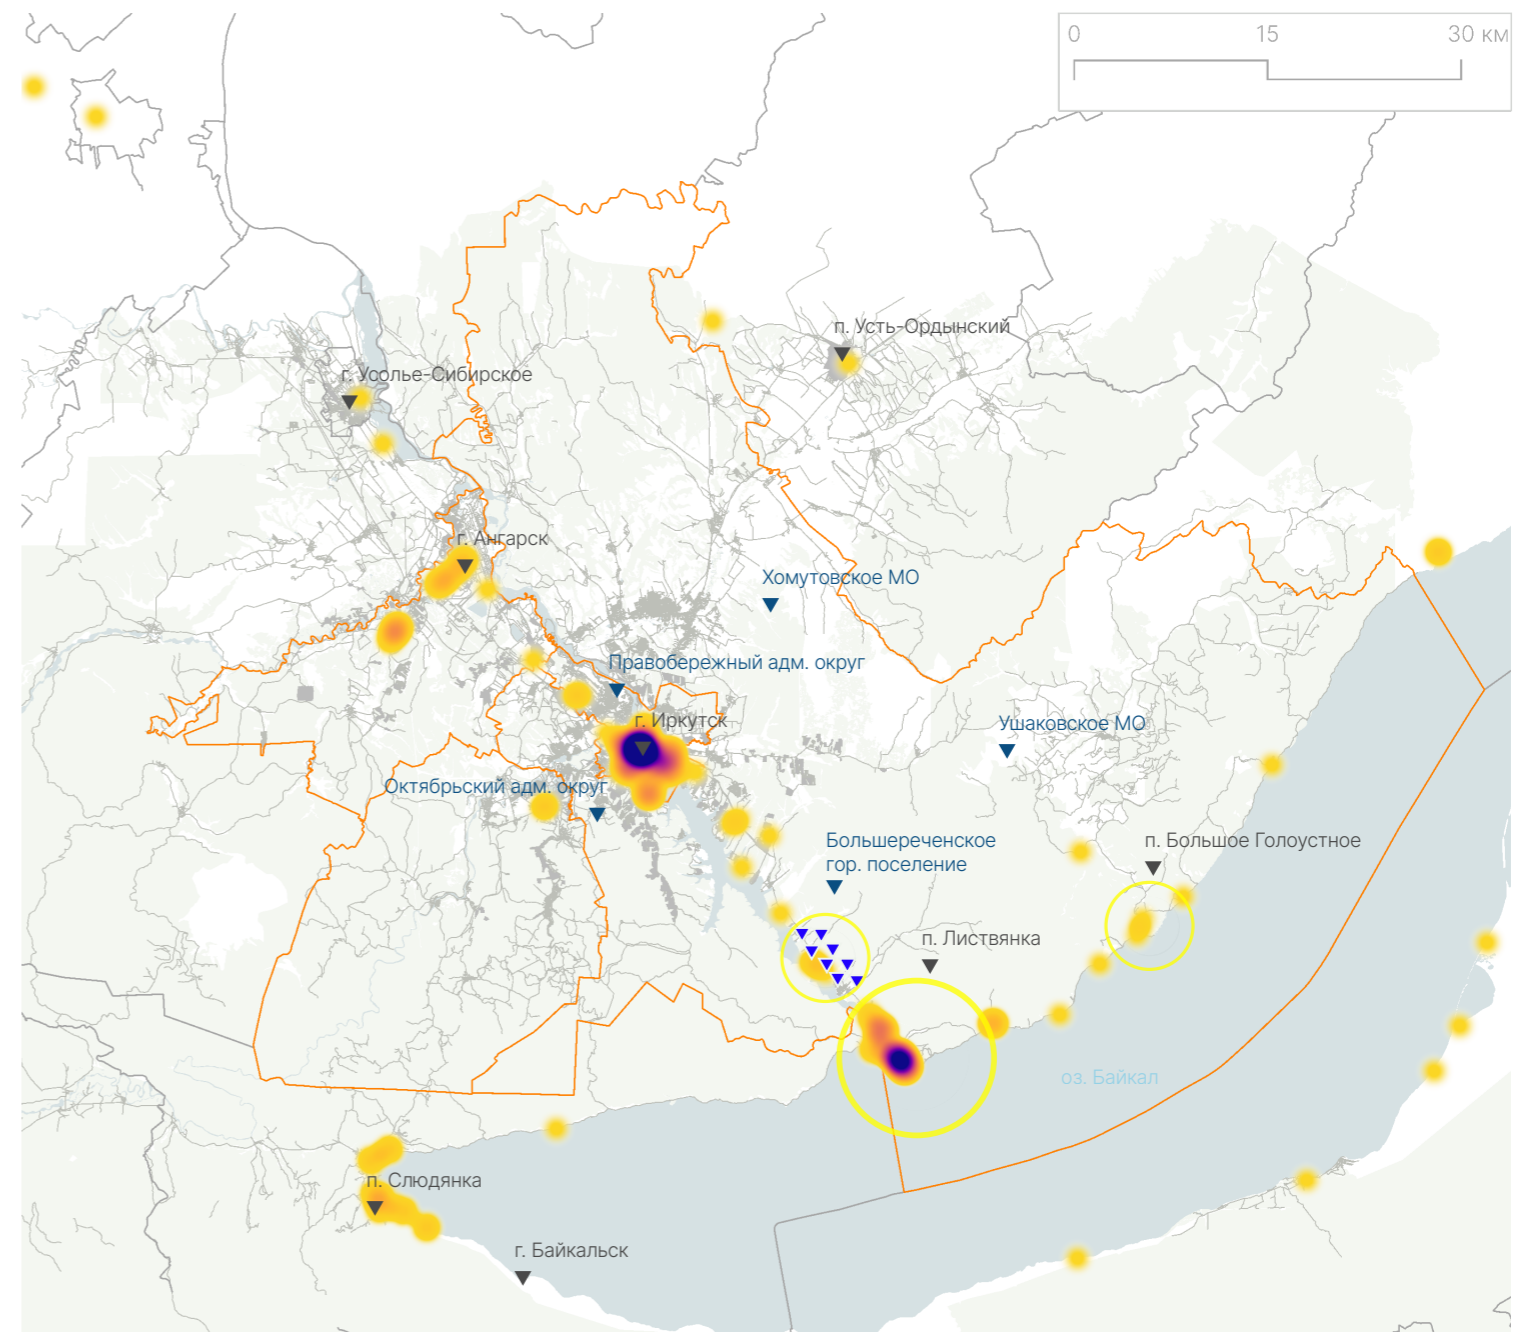 0 15 30 км
п. Усть-Ордынский
г. Усолье-Сибирское
г. Ангарск
Хомутовское МО
Правобережный адм. округ
г. Иркутск
Ушаковское МО
Октябрьский адм. округ
Большереченское
гор. поселение
п. Большое Голоустное
п. Листвянка
оз. Байкал
п. Слюдянка
г. Байкальск